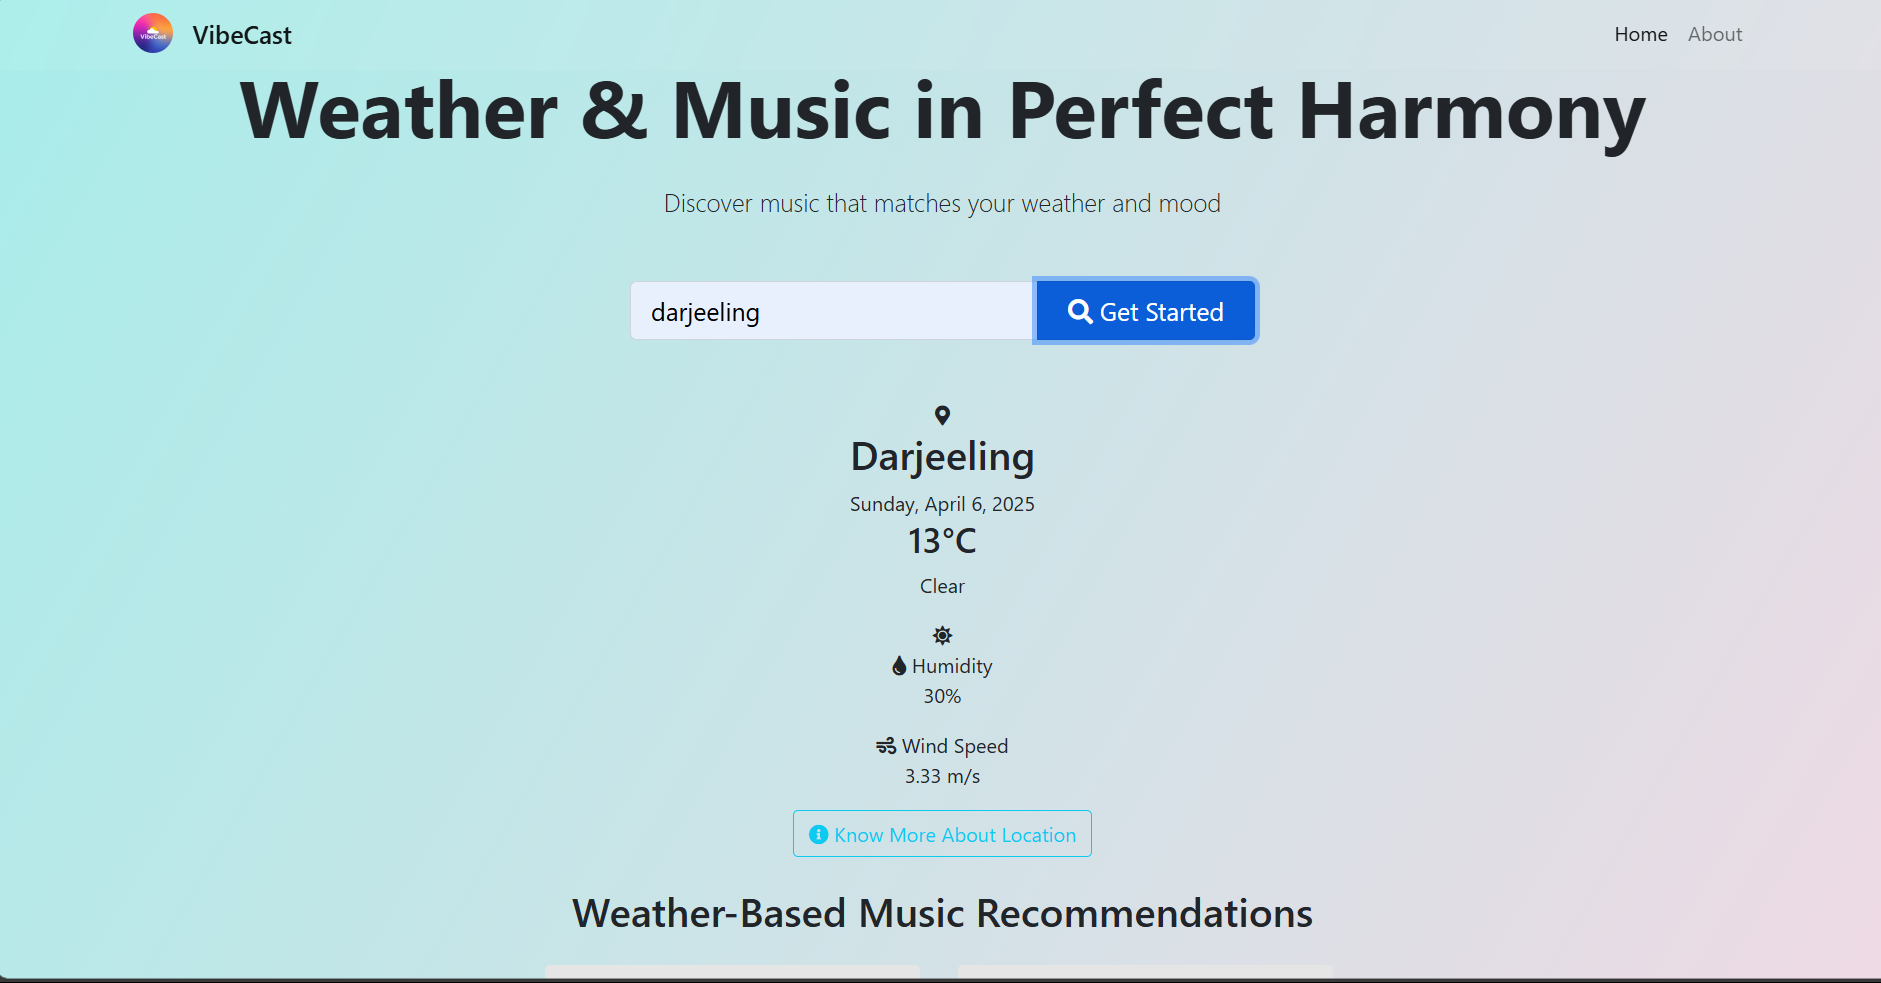 VibeCast
VibeCast
Home
About
Weather & Music in Perfect Harmony
Discover music that matches your weather and mood
darjeeling
Get Started
Darjeeling
Sunday, April 6, 2025
13°C
Clear
Humidity
30%
Wind Speed
3.33 m/s
Know More About Location
Weather-Based Music Recommendations